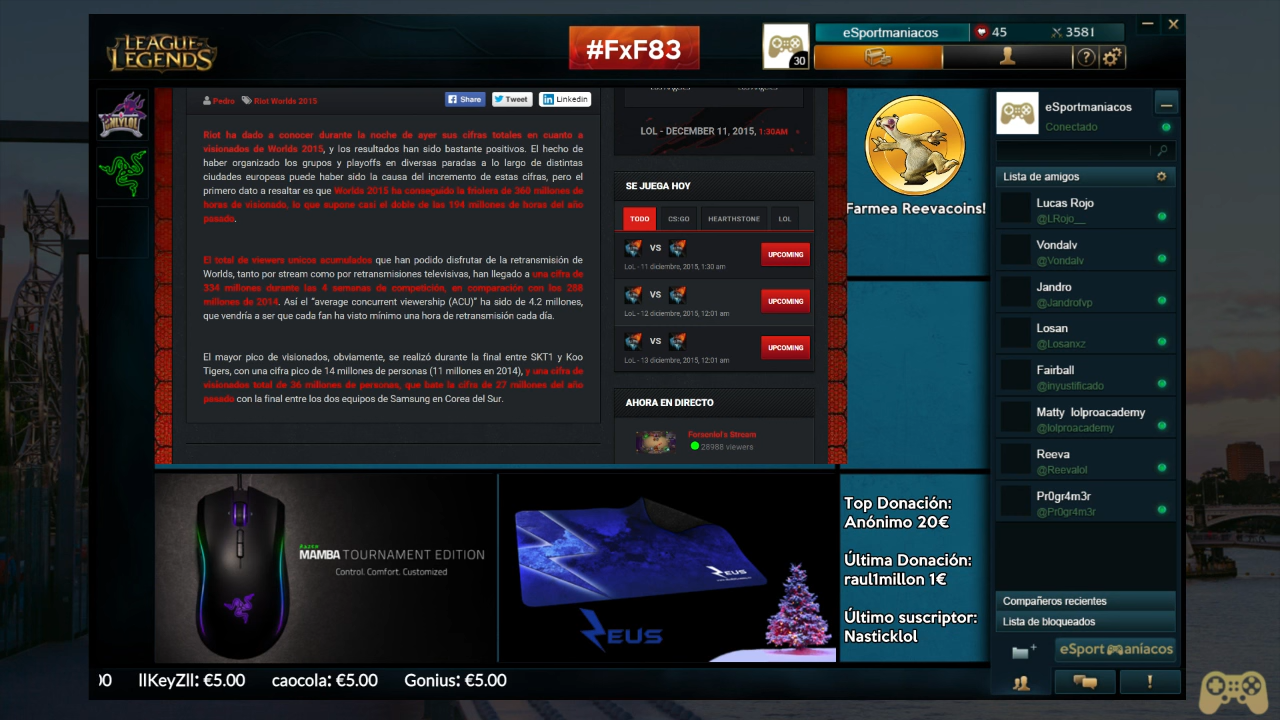 LEAGUE OF LEGENDS
#FxF83
30
eSportmaniacos
45
3581
ONLYLOL
Pedro Riot Worlds 2015
Share Tweet Linkedin
Riot ha dado a conocer durante la noche de ayer sus cifras totales en cuanto a
visionados de Worlds 2015, y los resultados han sido bastante positivos. El hecho de
haber organizado los grupos y playoffs en diversas paradas a lo largo de distintas
ciudades europeas puede haber sido la causa del incremento de estas cifras, pero el
primero dato a resaltar es que Worlds 2015 ha conseguido la friolera de 360 millones de
horas de visionado, lo que supone casi el doble de las 194 millones de horas del año
pasado.
El total de viewers unicos acumulados que han podido disfrutar de la retransmisión de
Worlds, tanto por stream como por retransmisiones televisivas, han llegado a una cifra de
334 millones durante las 4 semanas de competición, en comparación con los 288
millones de 2014. Así el “average concurrent viewership (ACU)” ha sido de 4.2 millones,
que vendría a ser que cada fan ha visto mínimo una hora de retransmisión cada día.
El mayor pico de visionados, obviamente, se realizó durante la final entre SKT1 y Koo
Tigers, con una cifra pico de 14 millones de personas (11 millones en 2014), y una cifra de
visionados total de 36 millones de personas, que bate la cifra de 27 millones del año
pasado con la final entre los dos equipos de Samsung en Corea del Sur.
LOL - DECEMBER 11, 2015, 1:30AM
SE JUEGA HOY
TODO CS:GO HEARTHSTONE LOL
VS
UPCOMING
LoL - 11 diciembre, 2015, 1:30 am
VS
UPCOMING
LoL - 12 diciembre, 2015, 12:01 am
VS
UPCOMING
LoL - 13 diciembre, 2015, 12:01 am
AHORA EN DIRECTO
Forsenlol's Stream
28988 viewers
Farmea Reevacoins!
eSportmaniacos
Conectado
Lista de amigos
Lucas Rojo
@LRojo__
Vondalv
@Vondalv
Jandro
@Jandrofvp
Losan
@Losanxz
Fairball
@inyustificado
Matty lolproacademy
@lolproacademy
Reeva
@Reevalol
Pr0gr4m3r
@Pr0gr4m3r
Compañeros recientes
Lista de bloqueados
eSportmaníacos
RAZER
MAMBA TOURNAMENT EDITION
Control. Comfort. Customized
ZEUS
ZEUS
Top Donación:
Anónimo 20€
Última Donación:
raul1millon 1€
Último suscriptor:
Nasticklol
00 llKeyZll: €5.00 caocola: €5.00 Gonius: €5.00